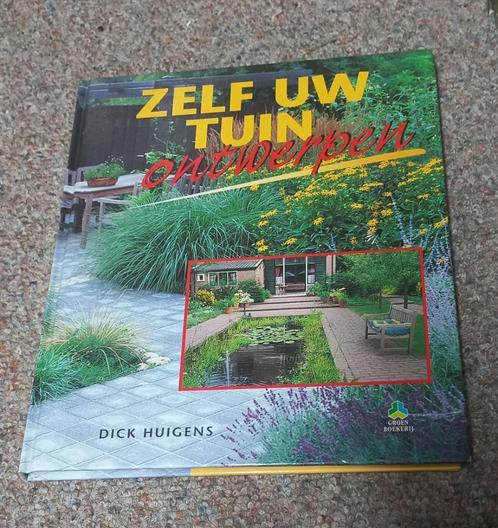 ZELF UW
TUIN
ontwerpen
DICK HUIGENS
GROEN
BOEKERIJ